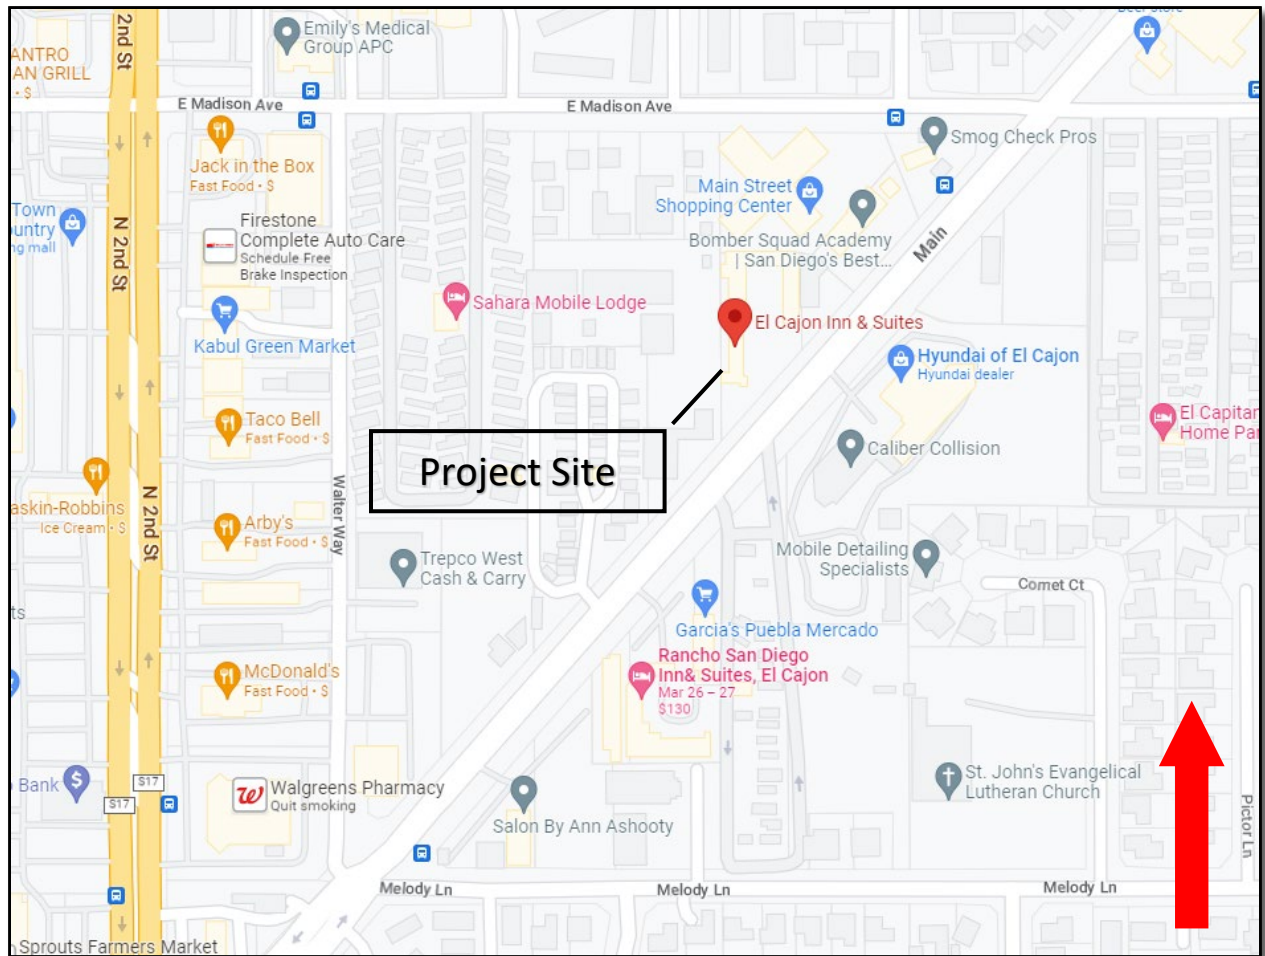 2nd St
Emily's Medical
Group APC
ANTRO
AN GRILL
· $
E Madison Ave
E Madison Ave
Smog Check Pros
Jack in the Box
Fast Food · $
Main Street
Shopping Center
Town
untry
ng mall
N 2nd St
Firestone
Complete Auto Care
Schedule Free
Brake Inspection
Bomber Squad Academy
| San Diego's Best...
Main
Sahara Mobile Lodge
El Cajon Inn & Suites
Kabul Green Market
Hyundai of El Cajon
Hyundai dealer
Taco Bell
Fast Food · $
El Capitan
Home Par
Caliber Collision
Project Site
Walter Way
askin-Robbins
Ice Cream · $
N 2nd St
Arby's
Fast Food · $
Trepco West
Cash & Carry
Mobile Detailing
Specialists
Comet Ct
ts
Garcia's Puebla Mercado
McDonald's
Fast Food · $
Rancho San Diego
Inn& Suites, El Cajon
Mar 26 – 27
$130
Bank
$
S17
S17
W
Walgreens Pharmacy
Quit smoking
St. John's Evangelical
Lutheran Church
Salon By Ann Ashooty
Pictor Ln
Melody Ln
Melody Ln
Melody Ln
Sprouts Farmers Market